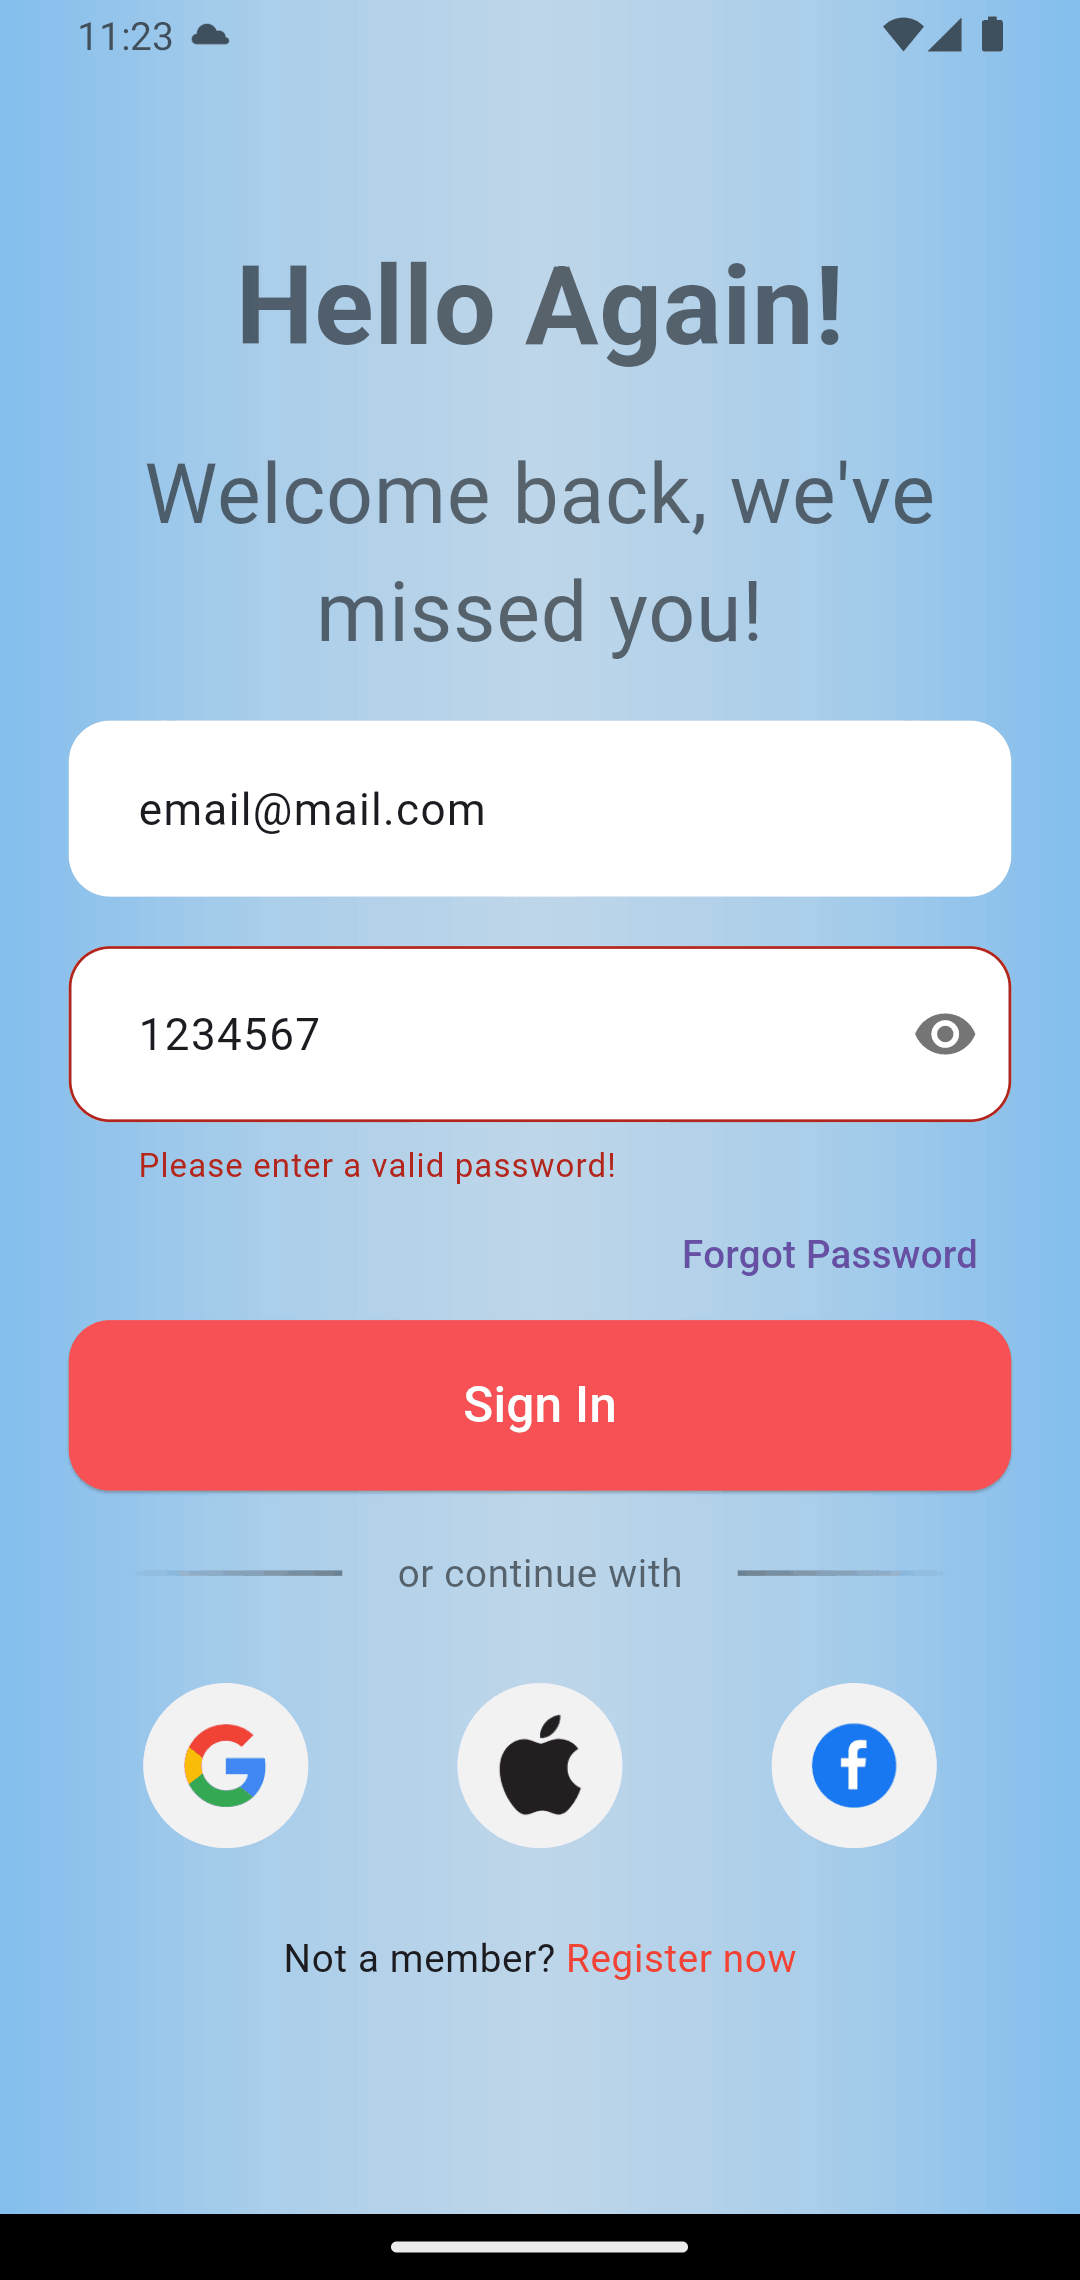 11:23
Hello Again!
Welcome back, we've
missed you!
email@mail.com
1234567
Please enter a valid password!
Forgot Password
Sign In
or continue with
Not a member? Register now